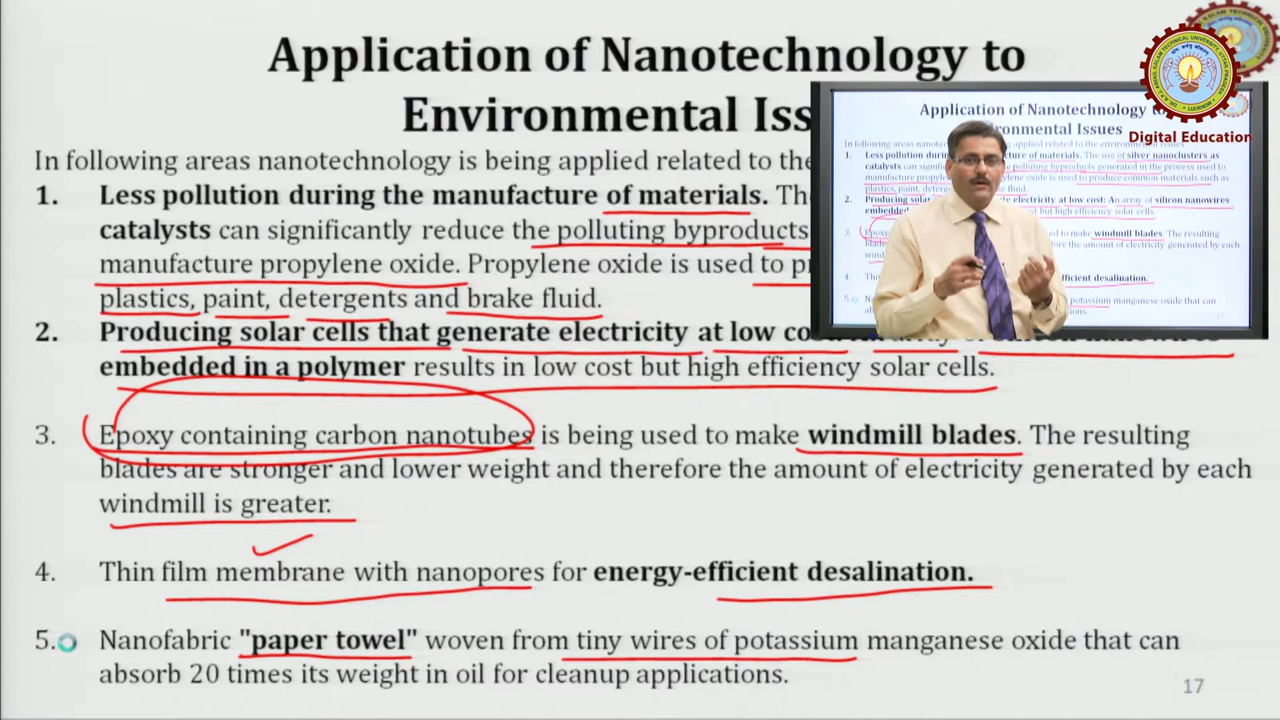 Application of Nanotechnology to
Environmental Iss
In following areas nanotechnology is being applied related to the
1. Less pollution during the manufacture of materials. Th
catalysts can significantly reduce the polluting byproducts
manufacture propylene oxide. Propylene oxide is used to p
plastics, paint, detergents and brake fluid.
2. Producing solar cells that generate electricity at low co
embedded in a polymer results in low cost but high efficiency solar cells.
3. Epoxy containing carbon nanotubes is being used to make windmill blades. The resulting
blades are stronger and lower weight and therefore the amount of electricity generated by each
windmill is greater.
4. Thin film membrane with nanopores for energy-efficient desalination.
5. Nanofabric "paper towel" woven from tiny wires of potassium manganese oxide that can
absorb 20 times its weight in oil for cleanup applications.
17
Digital Education
Application of Nanotechnology
ronmental Issues